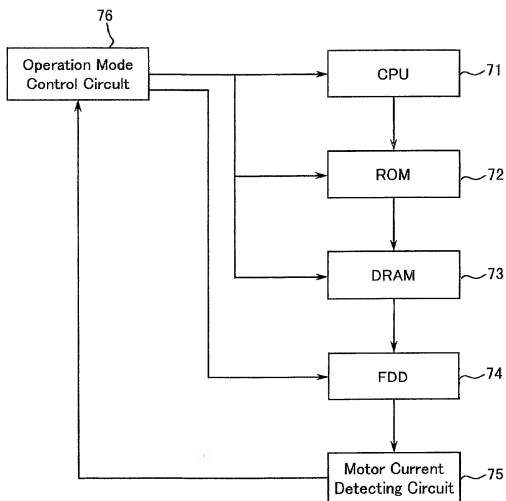 76
Operation Mode
Control Circuit
CPU
71
ROM
72
DRAM
73
FDD
74
Motor Current
Detecting Circuit
75